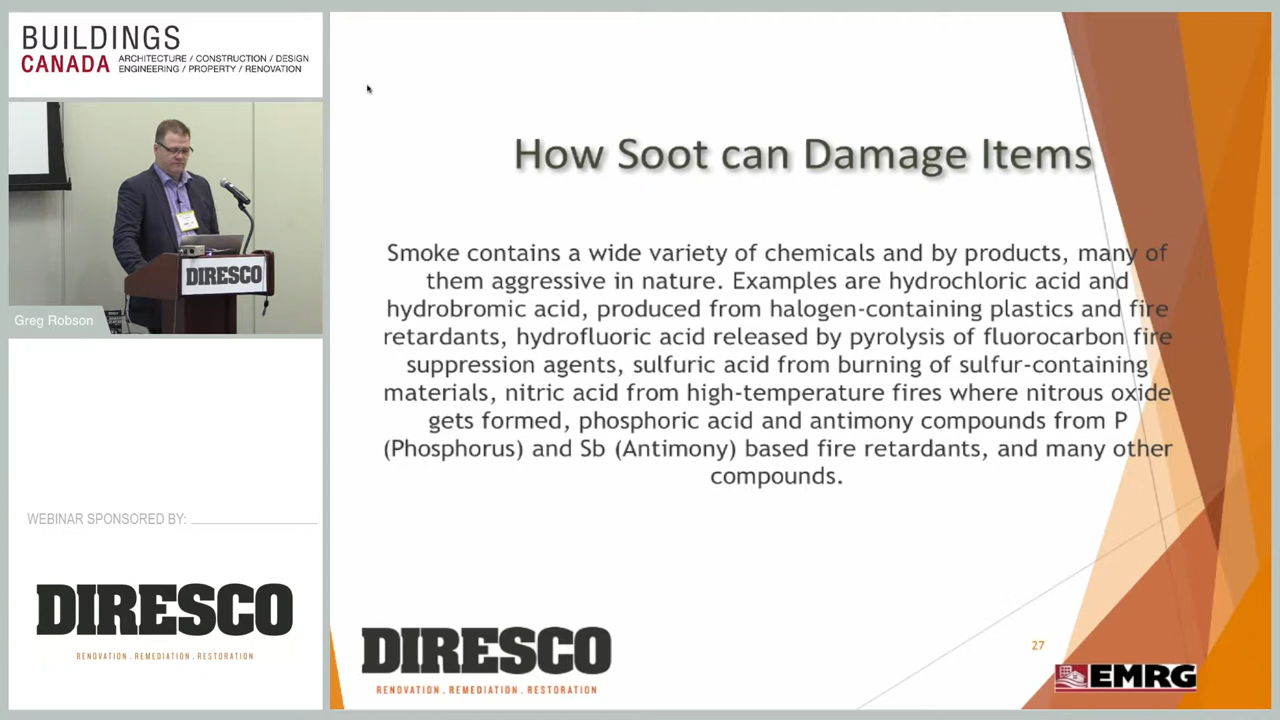 BUILDINGS
CANADA
ARCHITECTURE / CONSTRUCTION / DESIGN
ENGINEERING / PROPERTY / RENOVATION
DIRESCO
Greg Robson
WEBINAR SPONSORED BY:
DIRESCO
RENOVATION . REMEDIATION . RESTORATION
How Soot can Damage Items
Smoke contains a wide variety of chemicals and by products, many of
them aggressive in nature. Examples are hydrochloric acid and
hydrobromic acid, produced from halogen-containing plastics and fire
retardants, hydrofluoric acid released by pyrolysis of fluorocarbon fire
suppression agents, sulfuric acid from burning of sulfur-containing
materials, nitric acid from high-temperature fires where nitrous oxide
gets formed, phosphoric acid and antimony compounds from P
(Phosphorus) and Sb (Antimony) based fire retardants, and many other
compounds.
DIRESCO
RENOVATION . REMEDIATION . RESTORATION
27
EMRG